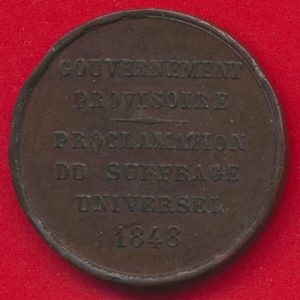 GOUVERNEMENT
PROVISOIRE
PROCLAMATION
DU SUFFRAGE
UNIVERSEL
1848